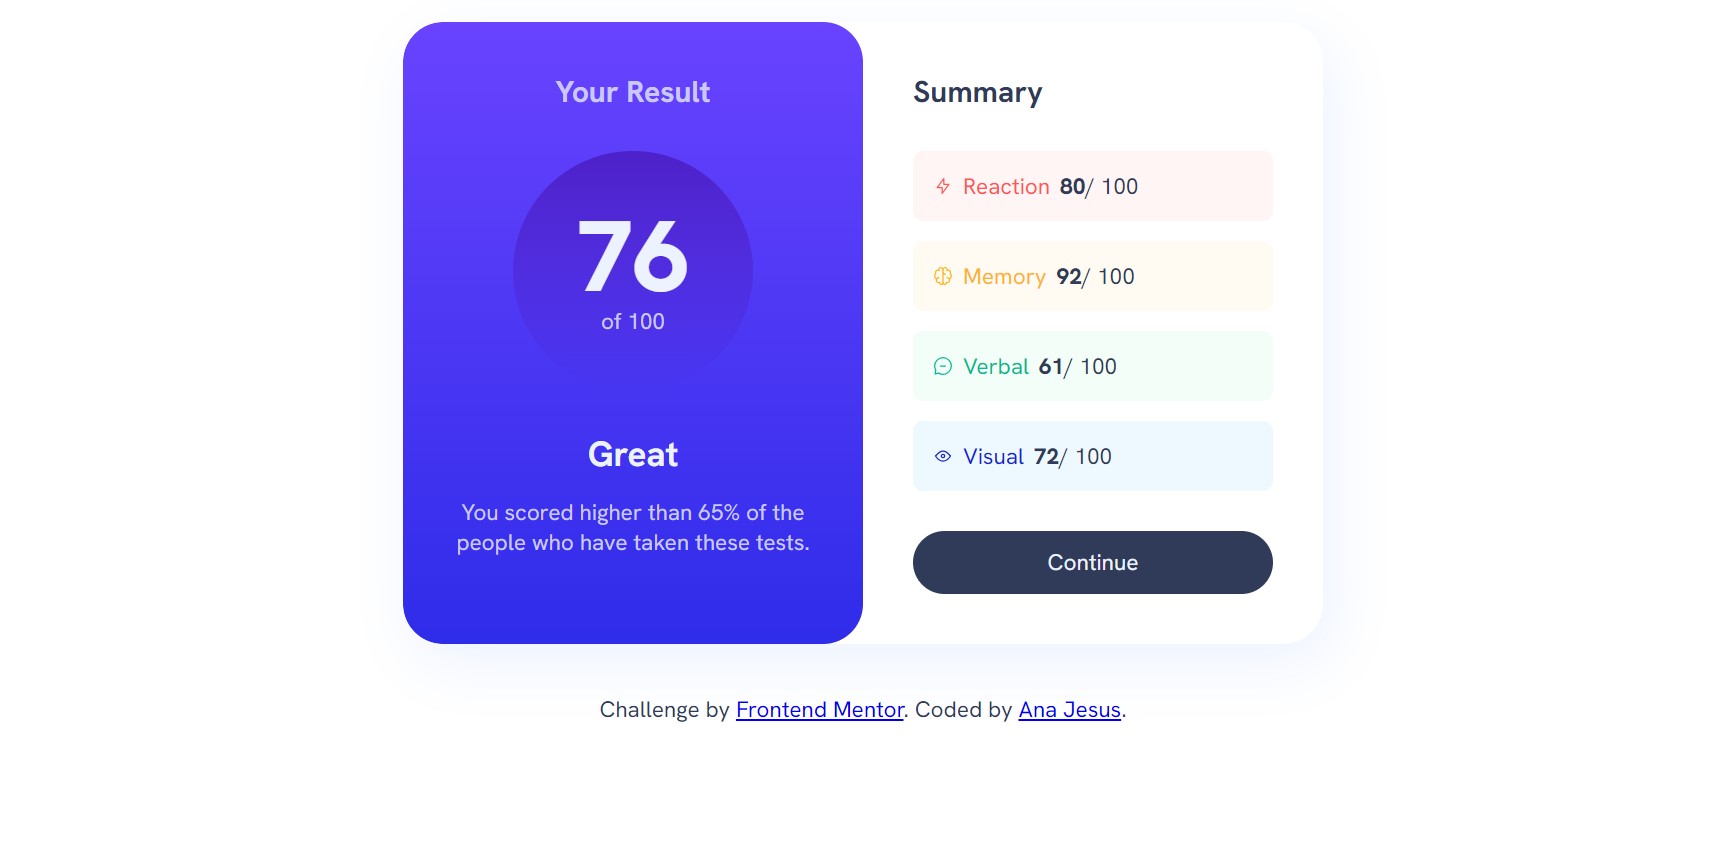 Your Result
76
of 100
Great
You scored higher than 65% of the
people who have taken these tests.
Summary
Reaction 80/ 100
Memory 92/ 100
Verbal 61/ 100
Visual 72/ 100
Continue
Challenge by Frontend Mentor. Coded by Ana Jesus.